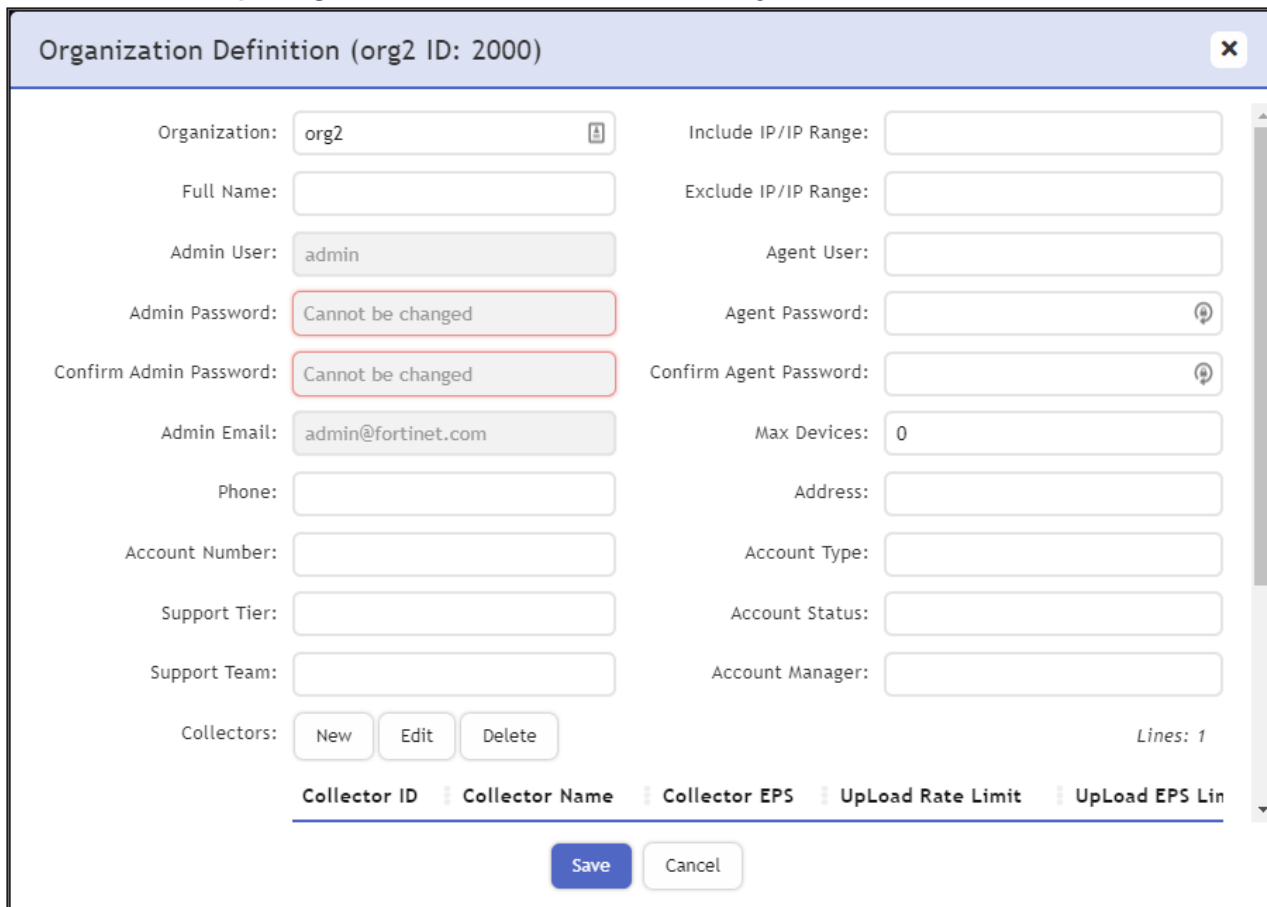 Organization Definition (org2 ID: 2000)
Organization: org2 Include IP/IP Range:
Full Name: Exclude IP/IP Range:
Admin User: admin Agent User:
Admin Password: Cannot be changed Agent Password:
Confirm Admin Password: Cannot be changed Confirm Agent Password:
Admin Email: admin@fortinet.com Max Devices: 0
Phone: Address:
Account Number: Account Type:
Support Tier: Account Status:
Support Team: Account Manager:
Collectors: New Edit Delete Lines: 1
Collector ID Collector Name Collector EPS UpLoad Rate Limit UpLoad EPS Lin
Save Cancel